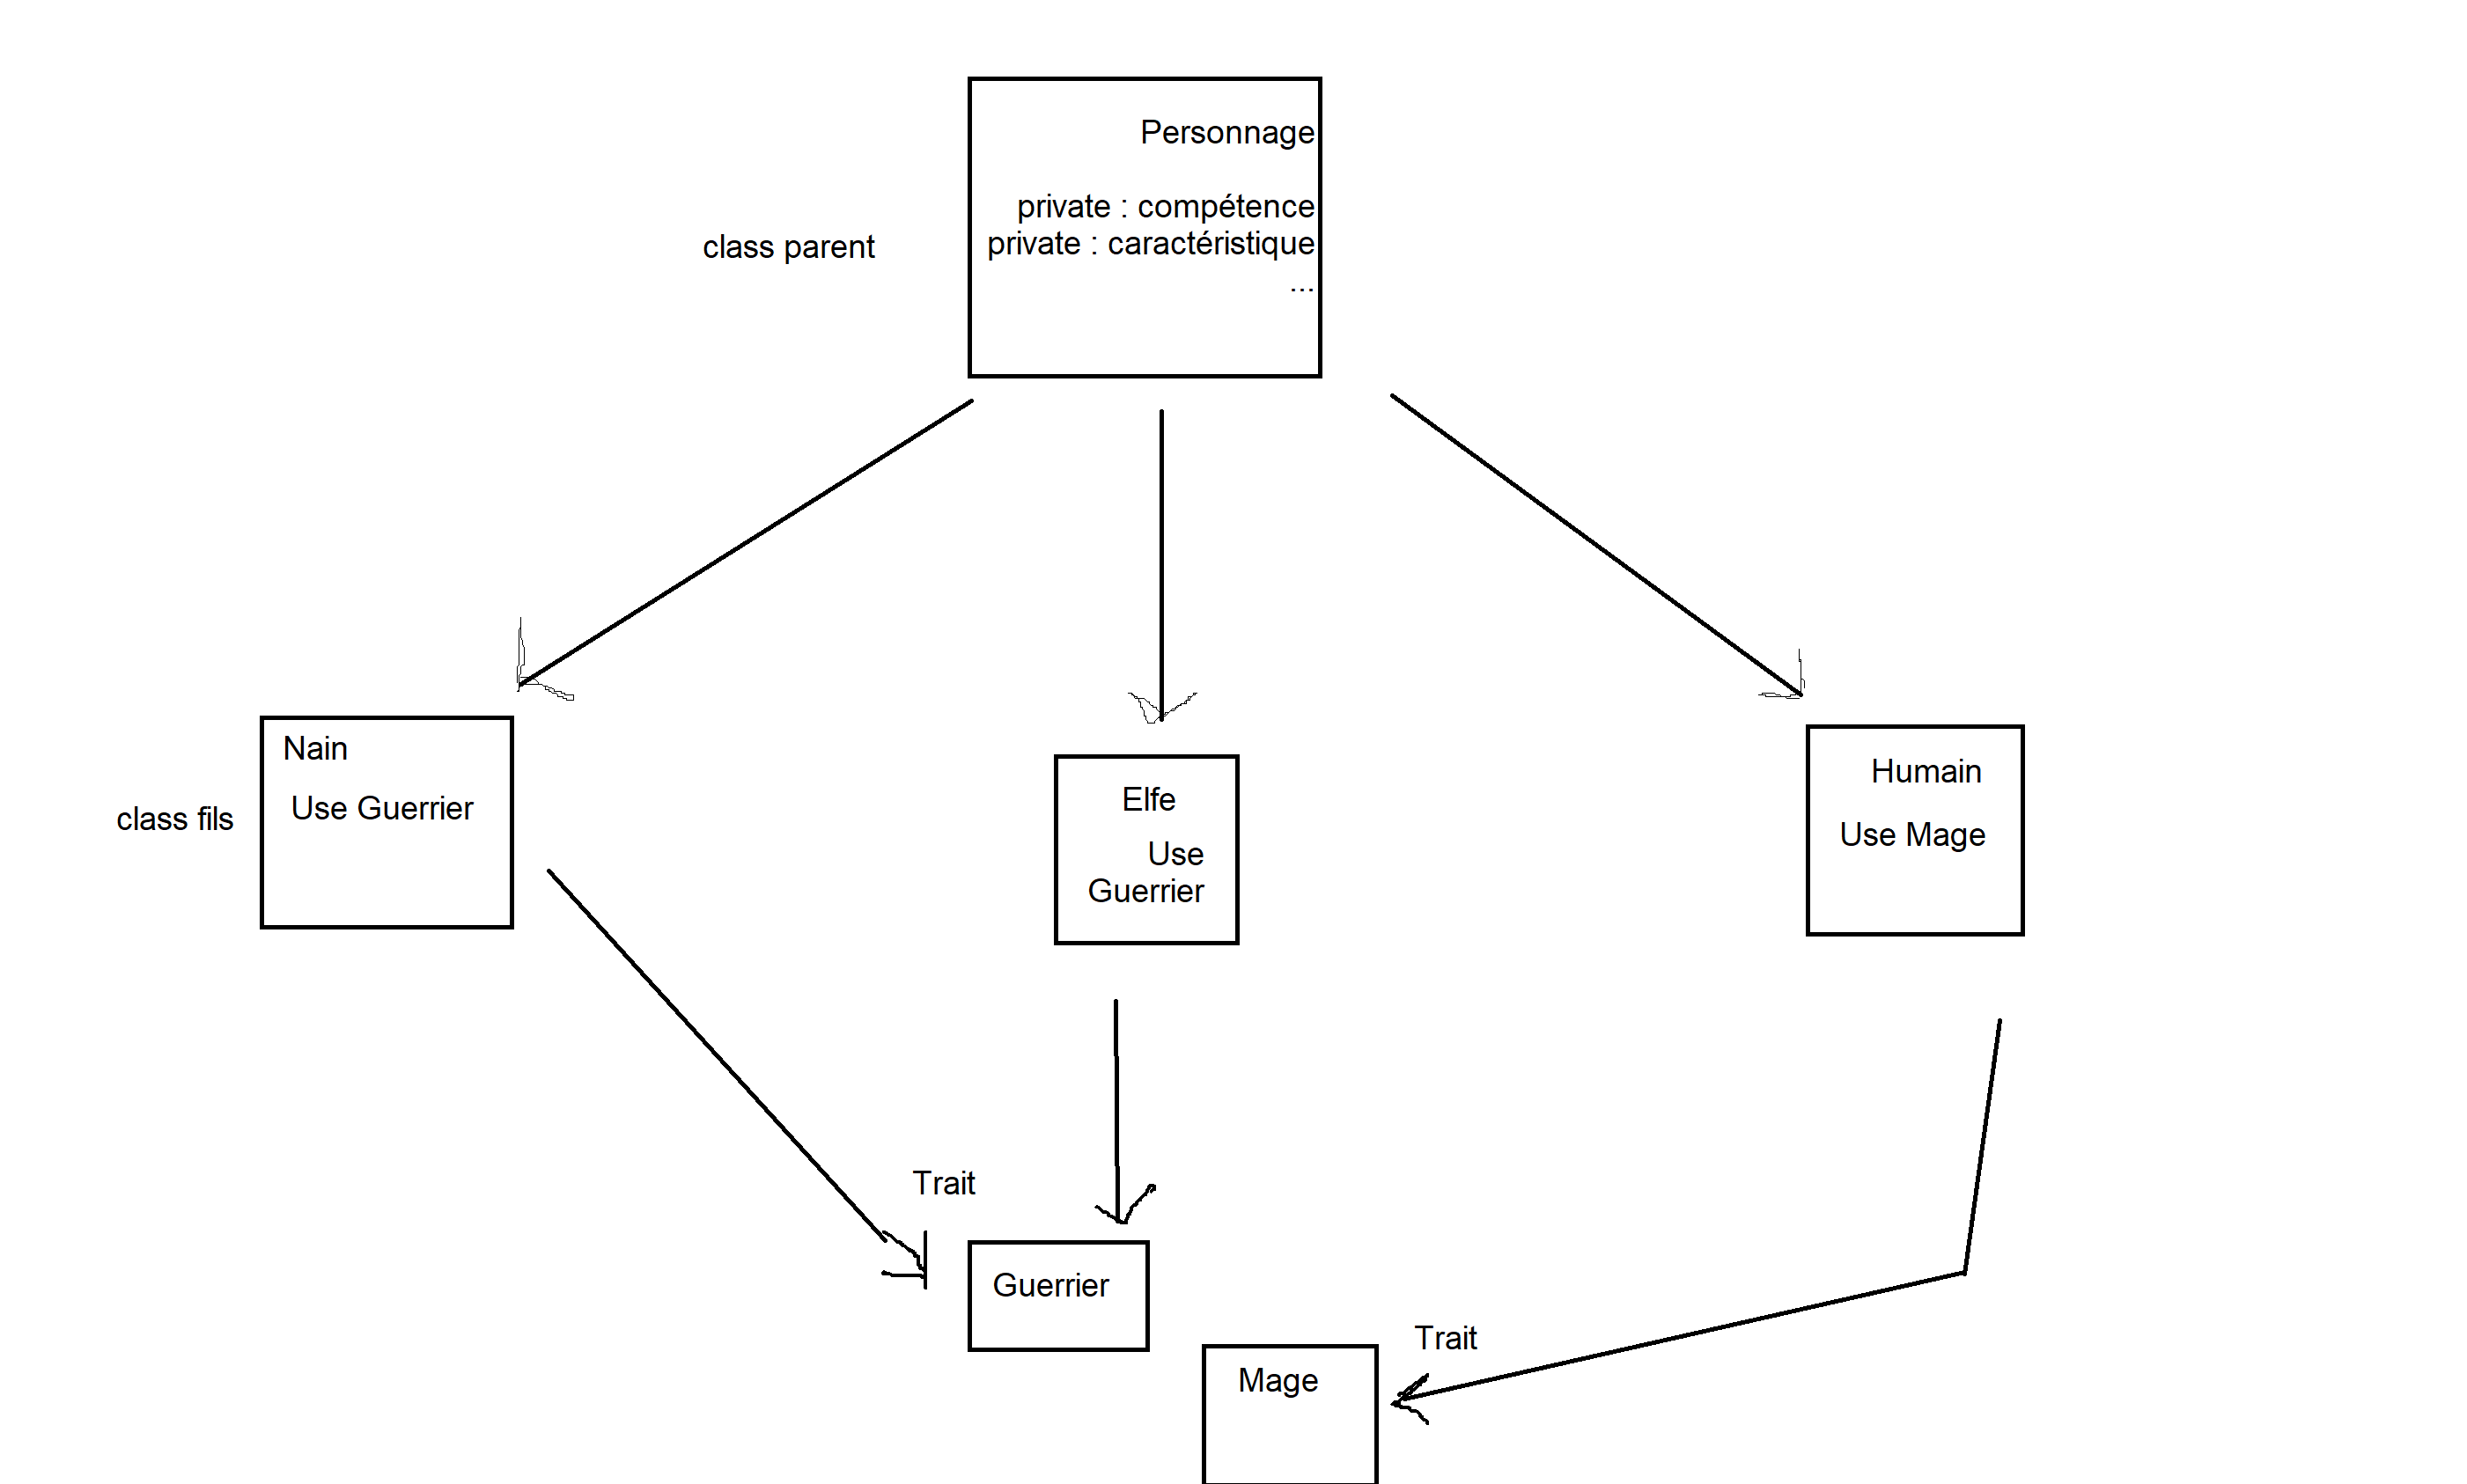 Personnage
private : compétence
private : caractéristique
...
class parent
Nain
Use Guerrier
class fils
Elfe
Use
Guerrier
Humain
Use Mage
Trait
Guerrier
Trait
Mage